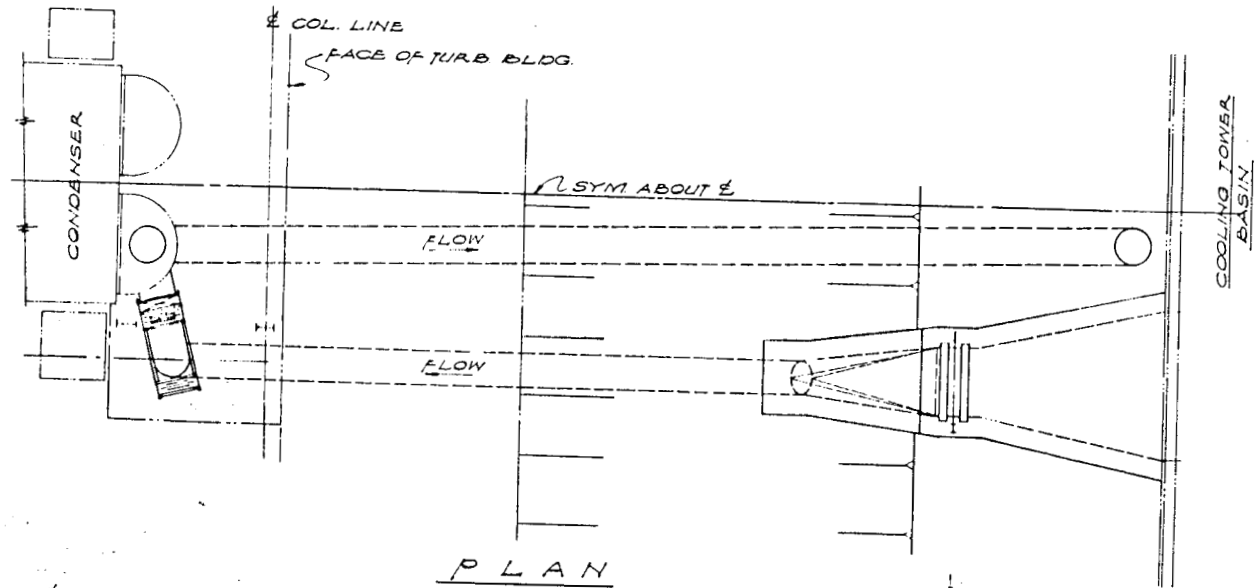 ℄ COL. LINE
FACE OF TURB BLDG.
CONDENSER
SYM. ABOUT ℄
FLOW
FLOW
COOLING TOWER
BASIN
PLAN